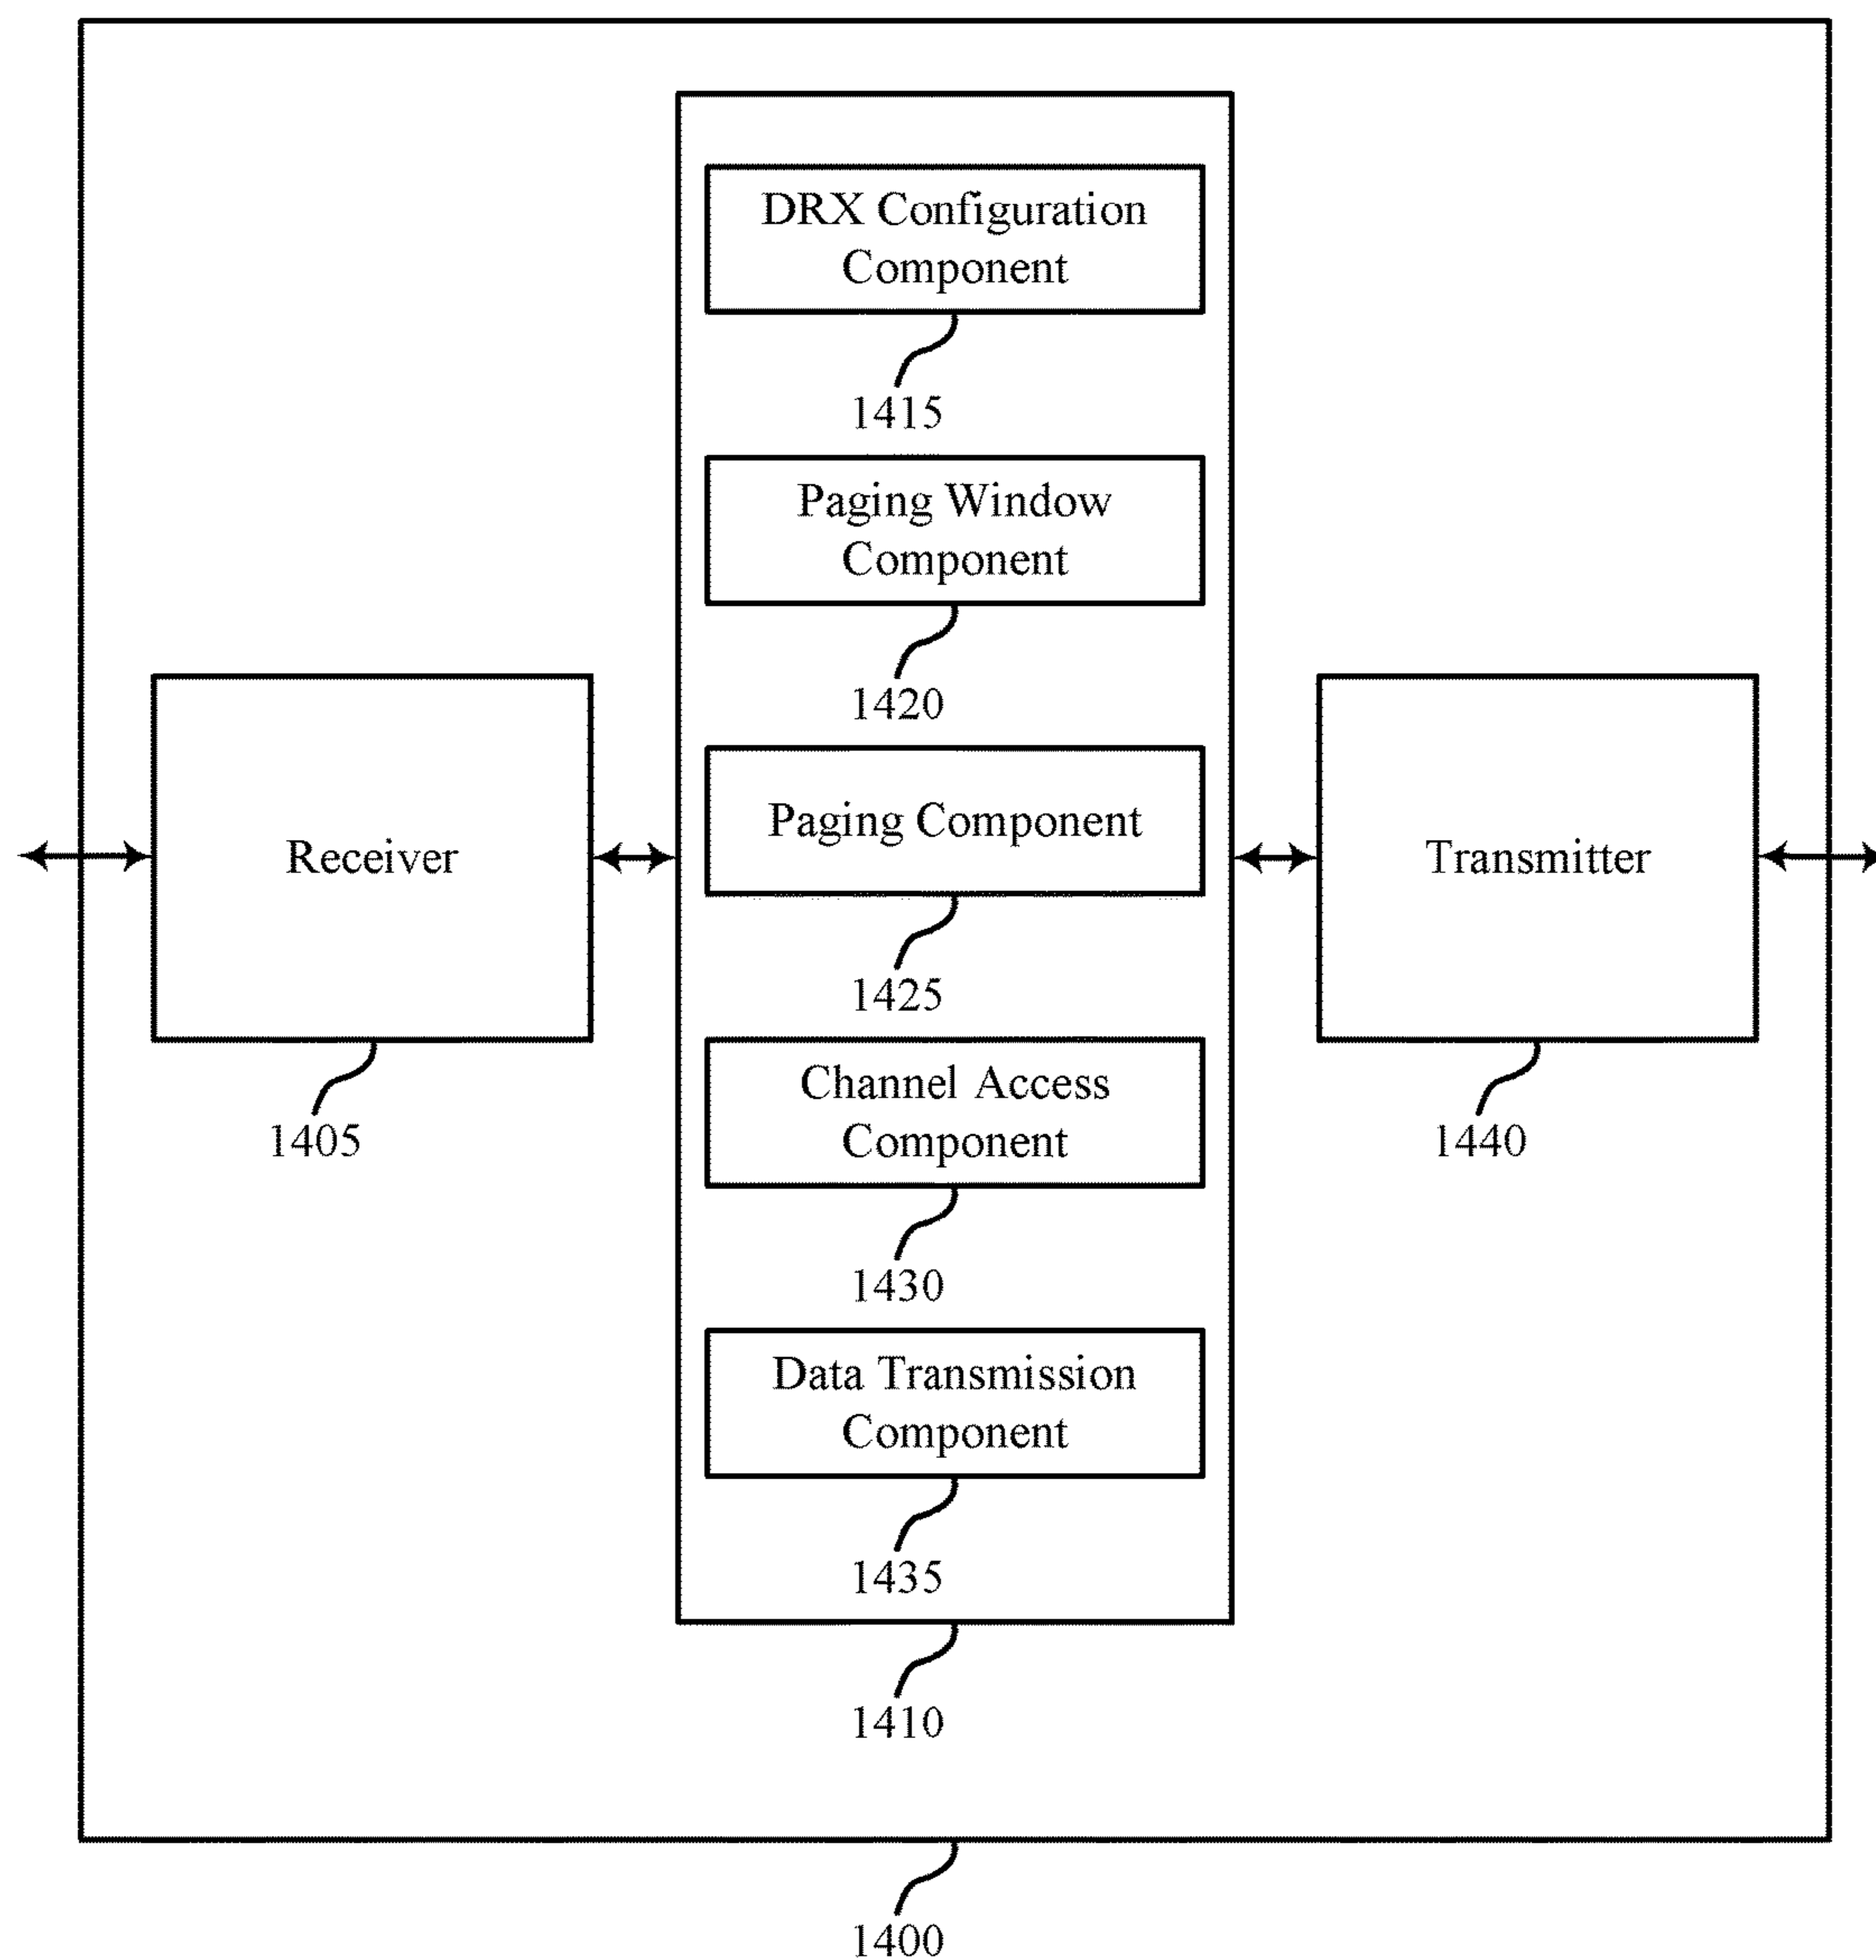 DRX Configuration
Component
1415
Paging Window
Component
1420
Receiver
1405
Paging Component
1425
Transmitter
1440
Channel Access
Component
1430
Data Transmission
Component
1435
1410
1400